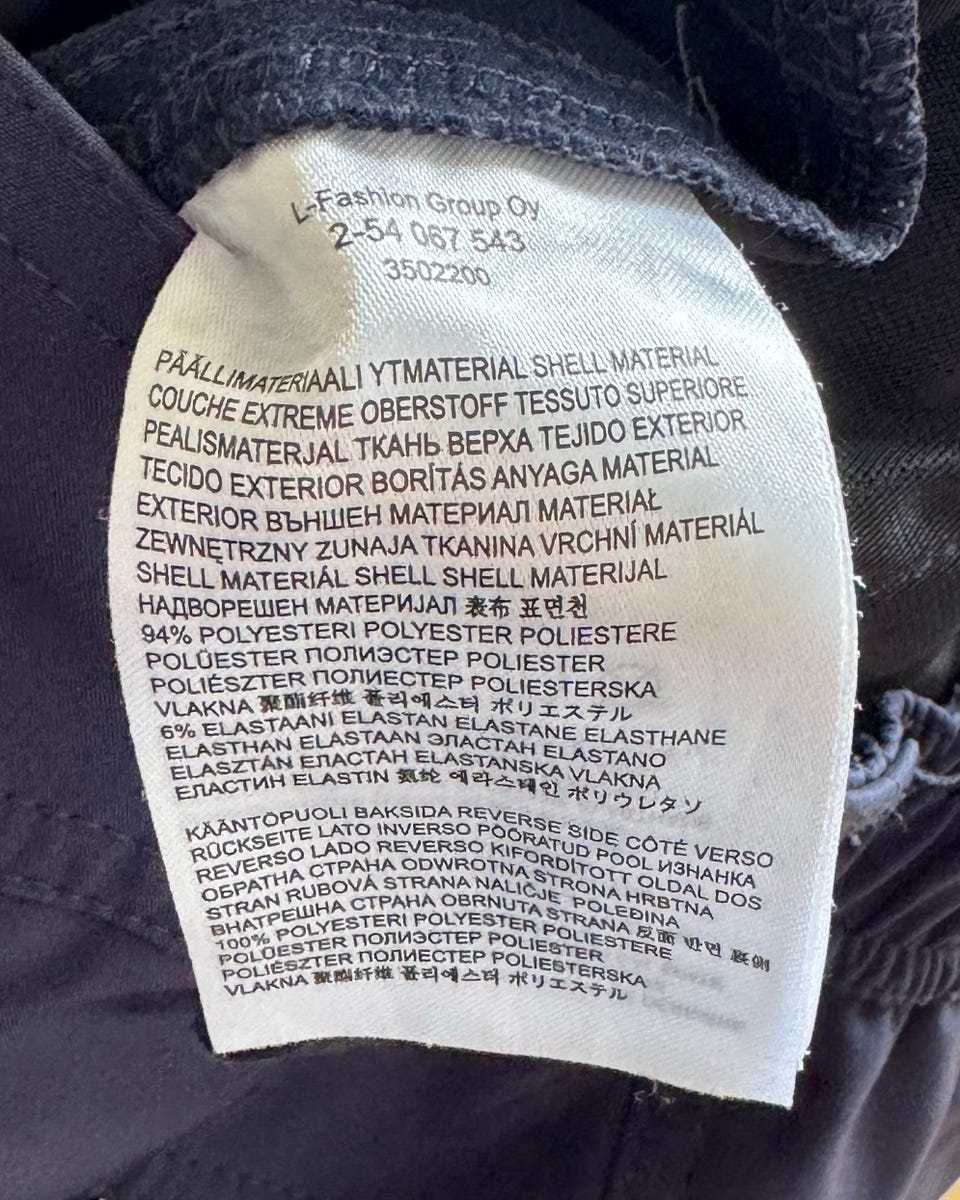 L-Fashion Group Oy
2-54 067 543
3502200
PÄÄLLIMATERIAALI YTMATERIAL SHELL MATERIAL
COUCHE EXTREME OBERSTOFF TESSUTO SUPERIORE
PEALISMATERJAL ТКАНЬ ВЕРХА TEJIDO EXTERIOR
TECIDO EXTERIOR BORÍTÁS ANYAGA MATERIAL
EXTERIOR ВЪНШЕН МАТЕРИАЛ MATERIAŁ
ZEWNĘTRZNY ZUNAJA TKANINA VRCHNÍ MATERIÁL
SHELL MATERIÁL SHELL SHELL MATERIJAL
НАДВОРЕШЕН МАТЕРИЈАЛ 表布 표면천
94% POLYESTERI POLYESTER POLIESTERE
POLÜESTER ПОЛИЭСТЕР POLIESTER
POLIÉSZTER ПОЛИЕСТЕР POLIESTERSKA
VLAKNA 聚酯纤维 폴리에스터 ポリエステル
6% ELASTAANI ELASTAN ELASTANE ELASTHANE
ELASTHAN ELASTAAN ЭЛАСТАН ELASTANO
ELASZTÁN ЕЛАСТАН ELASTANSKA VLAKNA
ЕЛАСТИН ELASTIN 氨纶 에라스테인 ポリウレタン
KÄÄNTÖPUOLI BAKSIDA REVERSE SIDE CÔTÉ VERSO
RÜCKSEITE LATO INVERSO PÖÖRATUD POOL ИЗНАНКА
REVERSO LADO REVERSO KIFORDÍTOTT OLDAL DOS
ОБРАТНА СТРАНА ODWROTNA STRONA HRBTNA
STRAN RUBOVÁ STRANA NALIČJE POLEĐINA
ВНАТРЕШНА СТРАНА OBRNUTA STRANA 反面 반면 裏側
100% POLYESTERI POLYESTER POLIESTERE
POLÜESTER ПОЛИЭСТЕР POLIESTER
POLIÉSZTER ПОЛИЕСТЕР POLIESTERSKA
VLAKNA 聚酯纤维 폴리에스터 ポリエステル